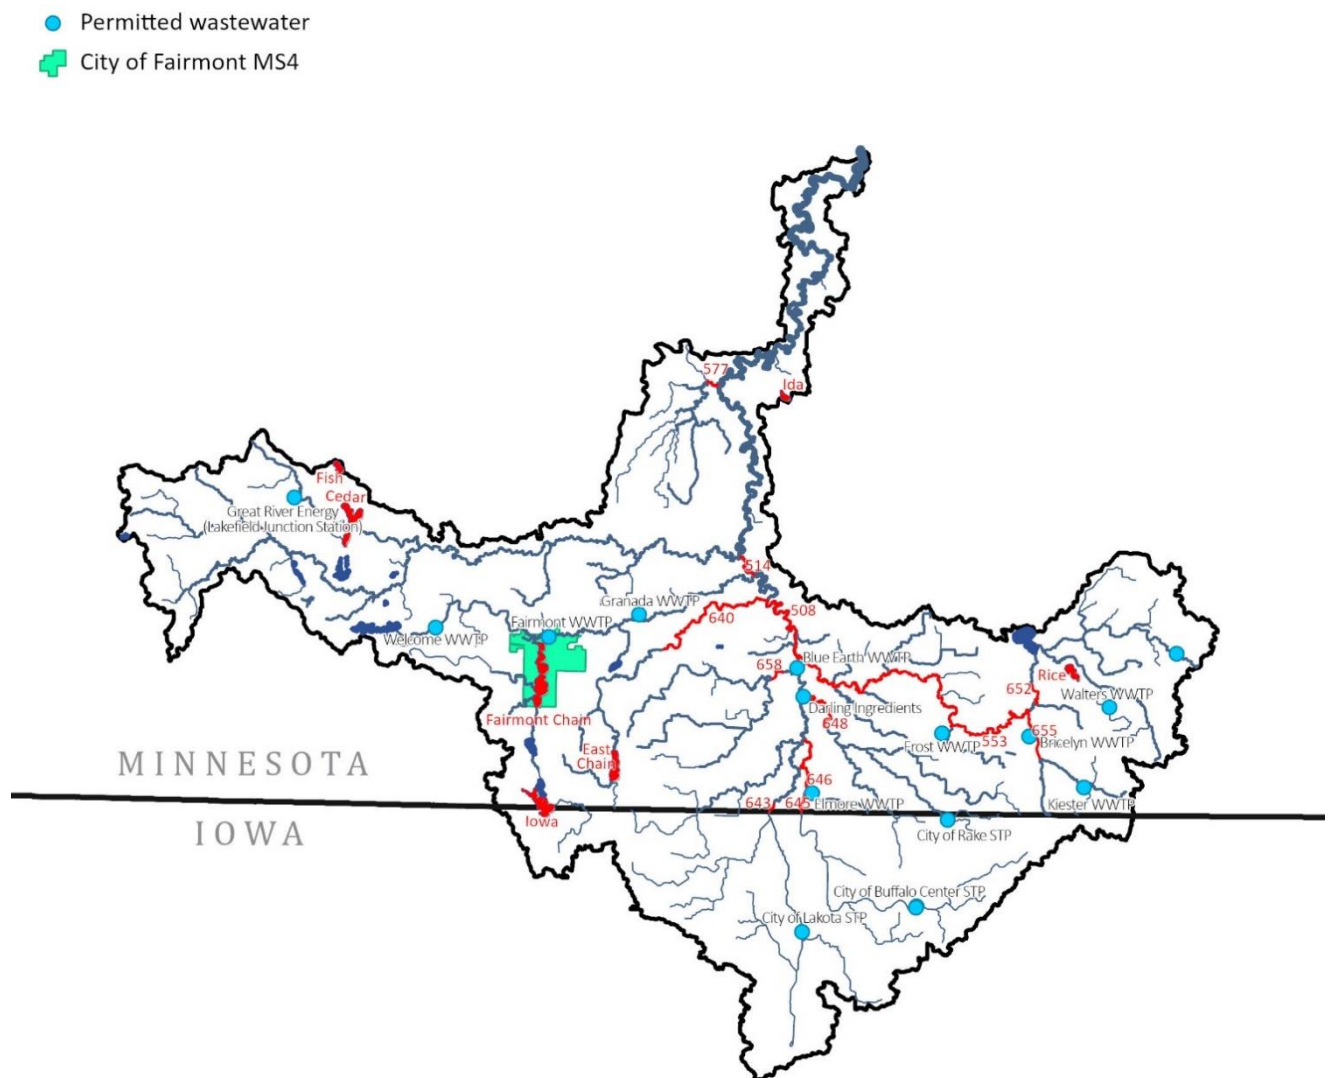 Permitted wastewater
City of Fairmont MS4
577
Ida
Fish
Cedar
Great River Energy
(Lakefield Junction Station)
514
Granada WWTP
508
640
Fairmont WWTP
Welcome WWTP
Blue Earth WWTP
658
Rice
652
Walters WWTP
Darling Ingredients
Fairmont Chain
648
655
Frost WWTP
553
Bricelyn WWTP
East
Chain
MINNESOTA
646
643
645
Elmore WWTP
Kiester WWTP
Iowa
IOWA
City of Rake STP
City of Buffalo Center STP
City of Lakota STP